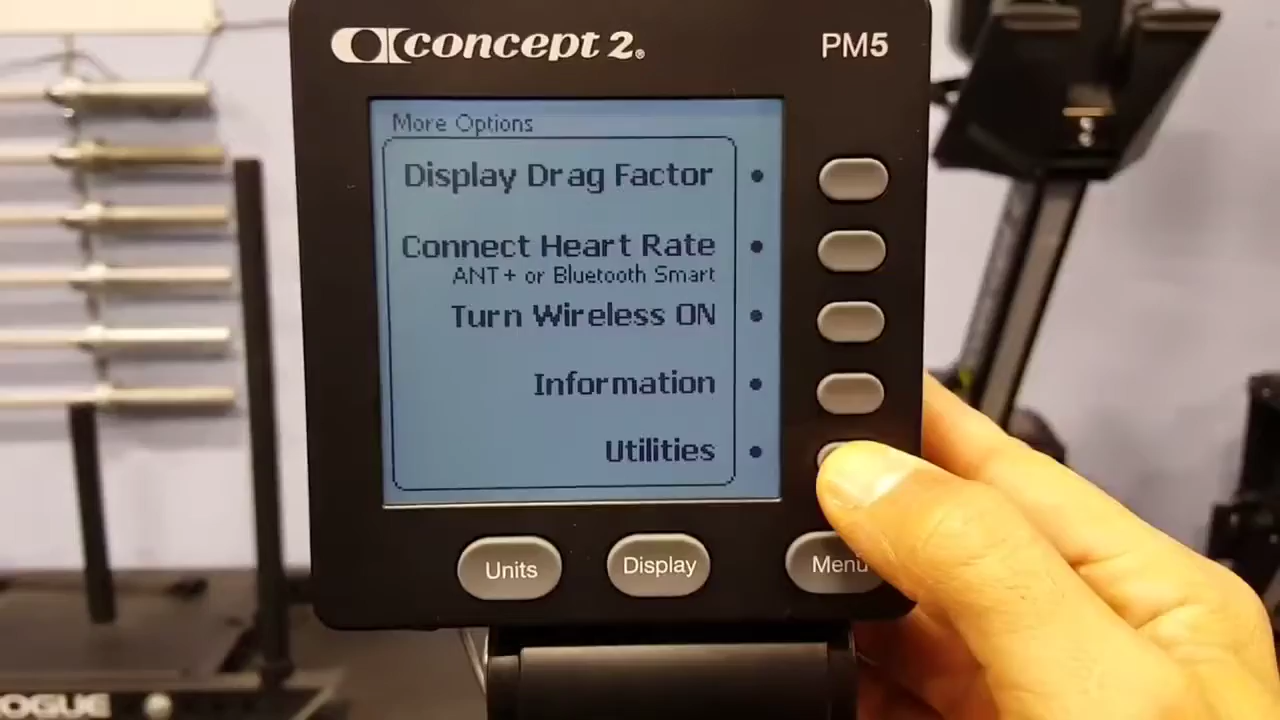 concept 2®
PM5
More Options
Display Drag Factor
Connect Heart Rate
ANT+ or Bluetooth Smart
Turn Wireless ON
Information
Utilities
Units
Display
Menu
OGUE